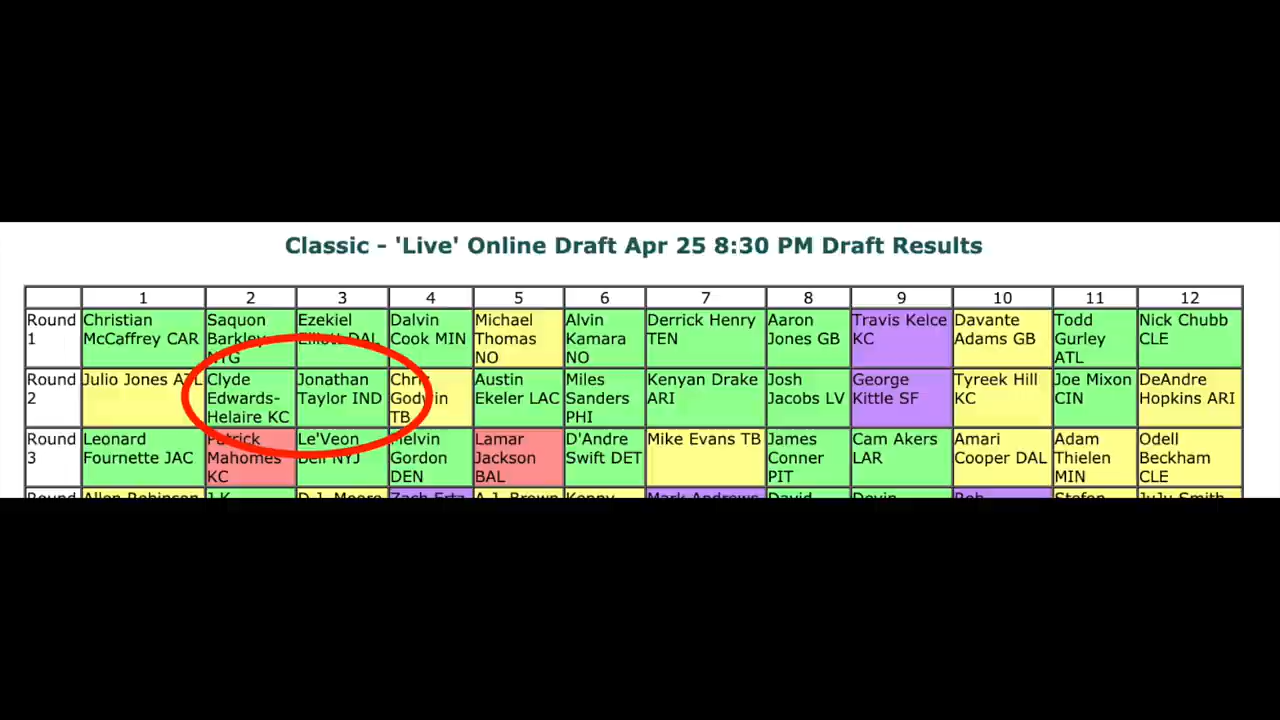 Classic - 'Live' Online Draft Apr 25 8:30 PM Draft Results
1 2 3 4 5 6 7 8 9 10 11 12
Round 1 Christian McCaffrey CAR Saquon Barkley NYG Ezekiel Elliott DAL Dalvin Cook MIN Michael Thomas NO Alvin Kamara NO Derrick Henry TEN Aaron Jones GB Travis Kelce KC Davante Adams GB Todd Gurley ATL Nick Chubb CLE
Round 2 Julio Jones ATL Clyde Edwards-Helaire KC Jonathan Taylor IND Chris Godwin TB Austin Ekeler LAC Miles Sanders PHI Kenyan Drake ARI Josh Jacobs LV George Kittle SF Tyreek Hill KC Joe Mixon CIN DeAndre Hopkins ARI
Round 3 Leonard Fournette JAC Patrick Mahomes KC Le'Veon Bell NYJ Melvin Gordon DEN Lamar Jackson BAL D'Andre Swift DET Mike Evans TB James Conner PIT Cam Akers LAR Amari Cooper DAL Adam Thielen MIN Odell Beckham CLE
Round Allen Robinson J.K. D.J. Moore Zach Ertz A.J. Brown Kenny Mark Andrews David Devin Rob Stefon JuJu Smith-